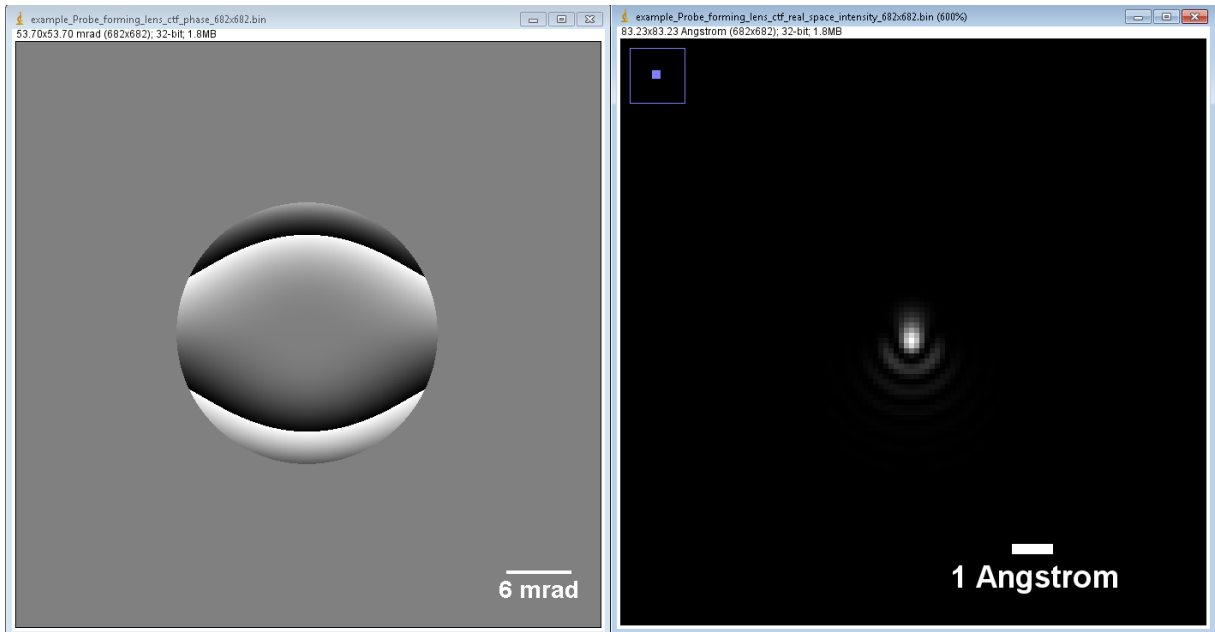 example_Probe_forming_lens_ctf_phase_682x682.bin
53.70x53.70 mrad (682x682); 32-bit; 1.8MB
6 mrad
example_Probe_forming_lens_ctf_real_space_intensity_682x682.bin (600%)
83.23x83.23 Angstrom (682x682); 32-bit; 1.8MB
1 Angstrom